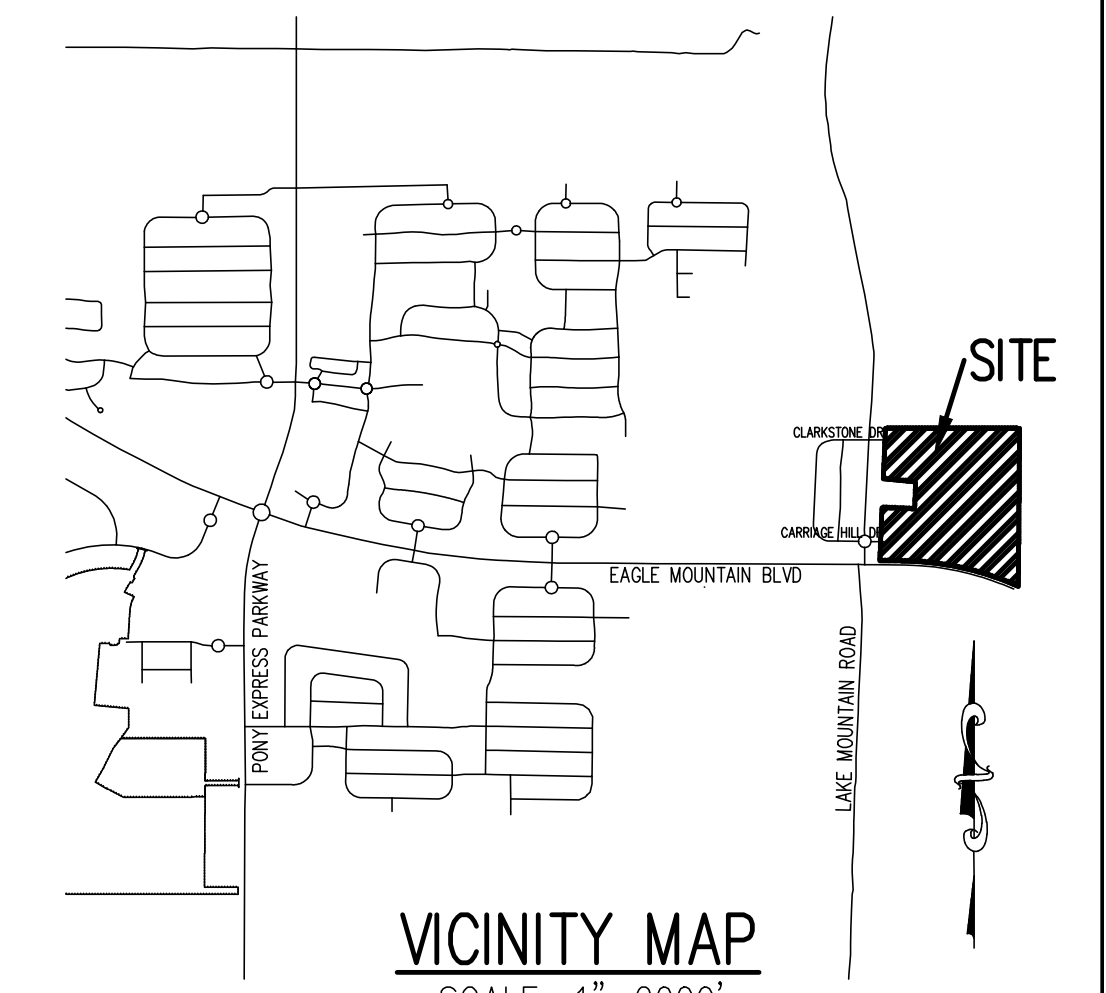 SITE
CLARKSTONE DR
CARRIAGE HILL DR
EAGLE MOUNTAIN BLVD
PONY EXPRESS PARKWAY
LAKE MOUNTAIN ROAD
VICINITY MAP